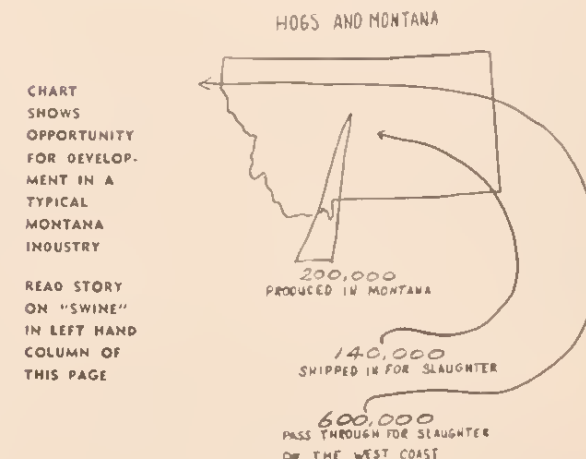 HOGS AND MONTANA
CHART
SHOWS
OPPORTUNITY
FOR DEVELOP-
MENT IN A
TYPICAL
MONTANA
INDUSTRY
READ STORY
ON "SWINE"
IN LEFT HAND
COLUMN OF
THIS PAGE
200,000
PRODUCED IN MONTANA
140,000
SHIPPED IN FOR SLAUGHTER
600,000
PASS THROUGH FOR SLAUGHTER
ON THE WEST COAST